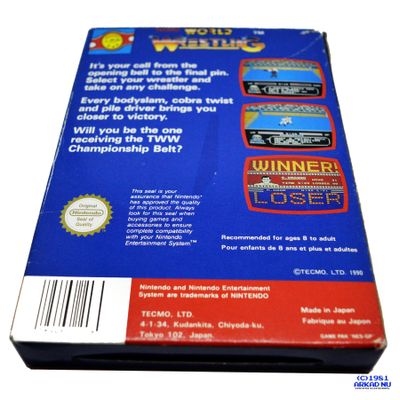 WORLD
TM
WRESTLING
It's your call from the
opening bell to the final pin.
Select your wrestler and
take on any challenge.
Every bodyslam, cobra twist
and pile driver brings you
closer to victory.
Will you be the one
receiving the TWW
Championship Belt?
WINNER!
LOSER
Original
Nintendo
Seal of
Quality
This seal is your
assurance that Nintendo
has approved the quality
of this product. Always
look for this seal when
buying games and
accessories to ensure
complete compatibility
with your Nintendo
Entertainment System.™
Recommended for ages 8 to adult
Pour enfants de 8 ans et plus et adultes
©TECMO, LTD. 1990
Nintendo and Nintendo Entertainment
System are trademarks of NINTENDO
TECMO, LTD.
4-1-34, Kudankita, Chiyoda-ku,
Tokyo 102, Japan
Made in Japan
Fabrique au Japon
(C)1981
ARKAD NU